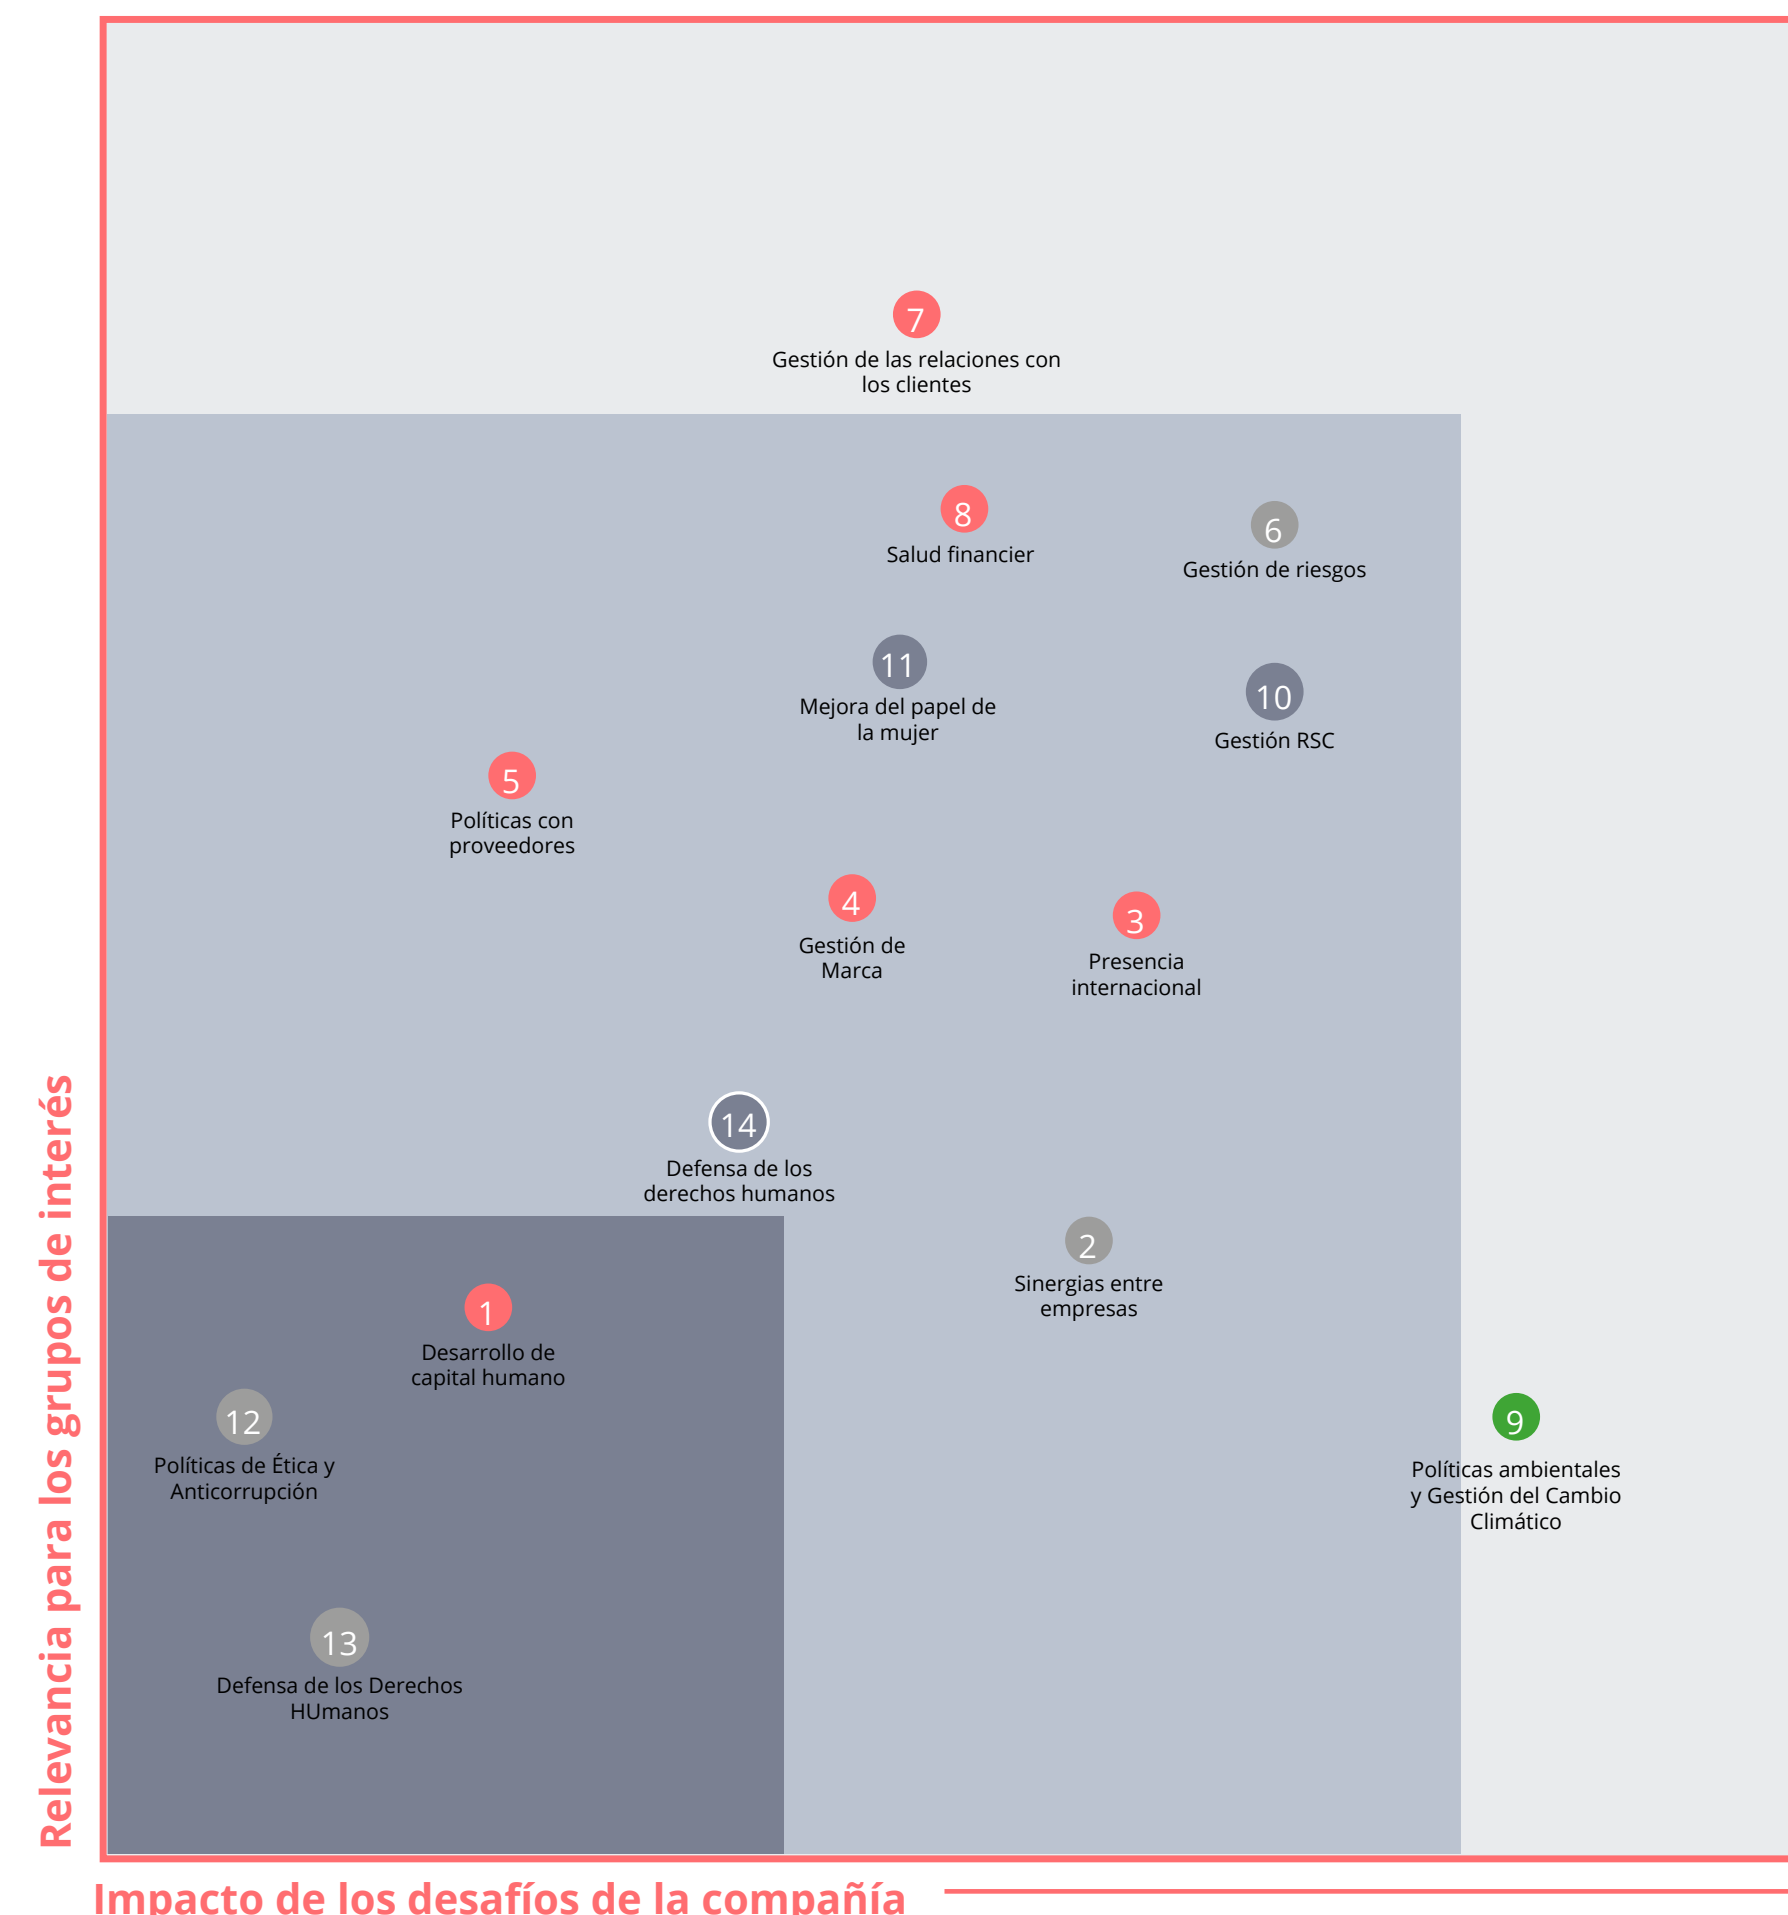 7
Gestión de las relaciones con
los clientes
8
Salud financier
6
Gestión de riesgos
11
Mejora del papel de
la mujer
10
Gestión RSC
5
Políticas con
proveedores
4
Gestión de
Marca
3
Presencia
internacional
14
Defensa de los
derechos humanos
2
Sinergias entre
empresas
1
Desarrollo de
capital humano
12
Políticas de Ética y
Anticorrupción
9
Políticas ambientales
y Gestión del Cambio
Climático
13
Defensa de los Derechos
HUmanos
Relevancia para los grupos de interés
Impacto de los desafíos de la compañía